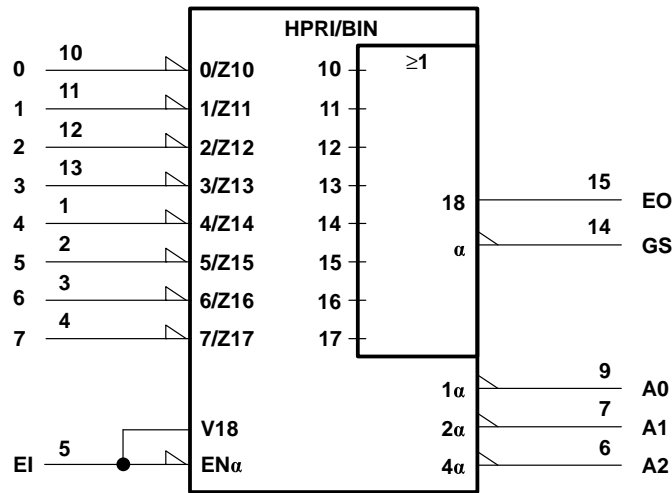 HPRI/BIN
≥1
0 10 0/Z10 10
1 11 1/Z11 11
2 12 2/Z12 12
3 13 3/Z13 13
18 15 EO
4 1 4/Z14 14
α 14 GS
5 2 5/Z15 15
6 3 6/Z16 16
7 4 7/Z17 17
1α 9 A0
V18 2α 7 A1
EI 5 ENα 4α 6 A2